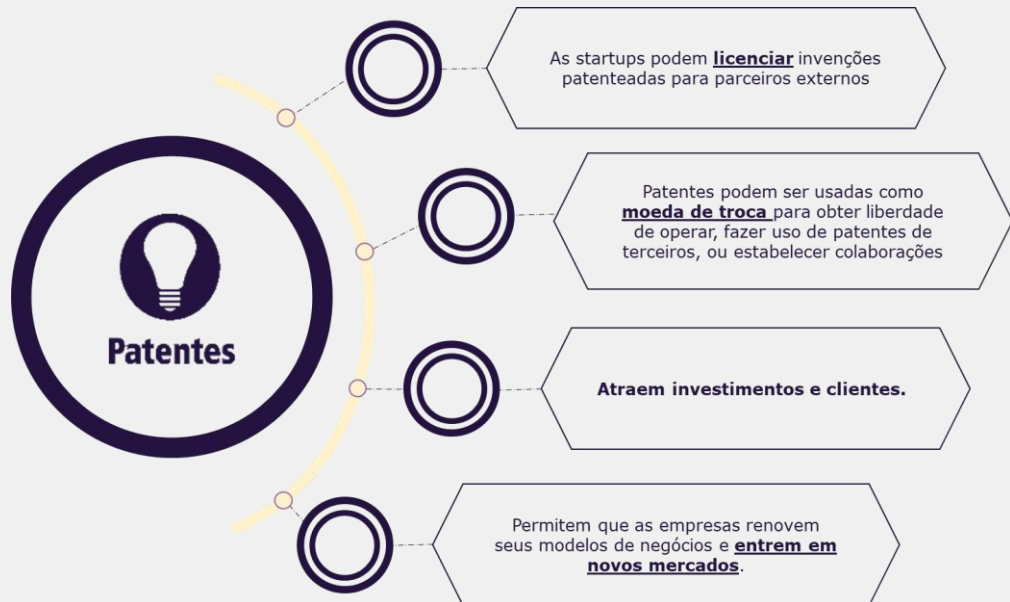 As startups podem licenciar invenções
patenteadas para parceiros externos
Patentes podem ser usadas como
moeda de troca para obter liberdade
de operar, fazer uso de patentes de
terceiros, ou estabelecer colaborações
Patentes
Atraem investimentos e clientes.
Permitem que as empresas renovem
seus modelos de negócios e entrem em
novos mercados.